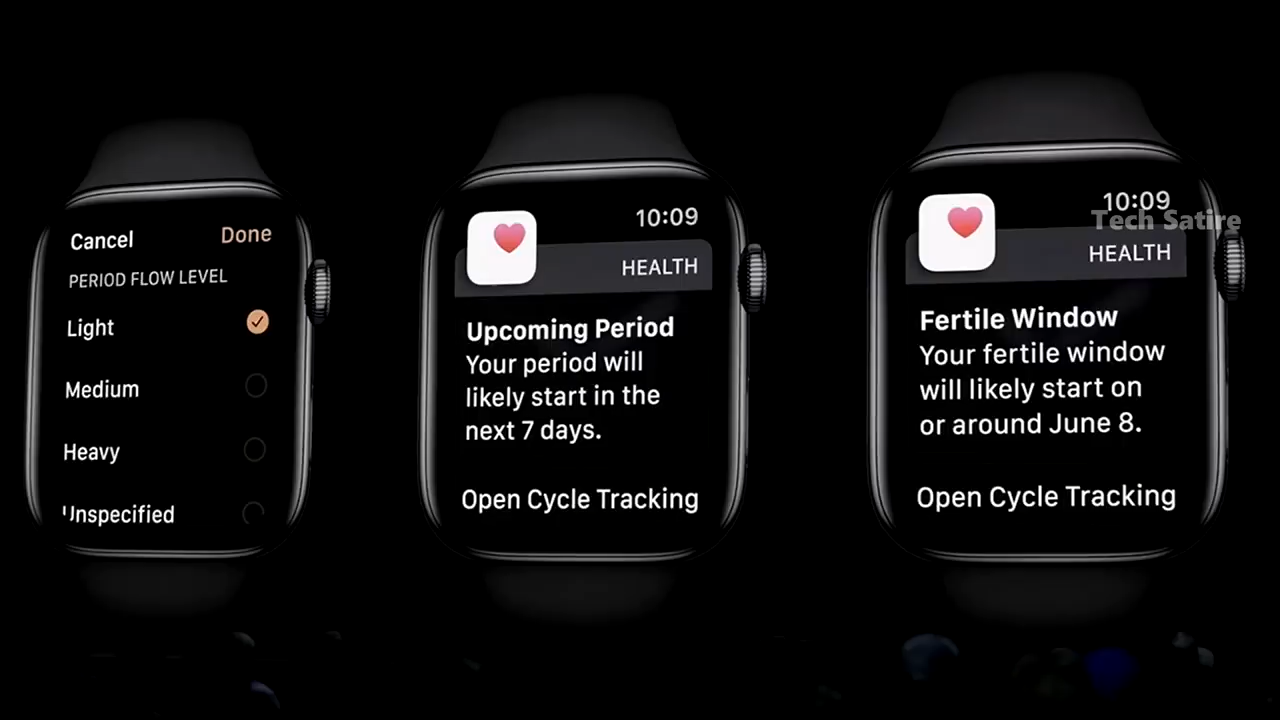 Cancel
Done
PERIOD FLOW LEVEL
Light
Medium
Heavy
Unspecified
10:09
HEALTH
Upcoming Period
Your period will
likely start in the
next 7 days.
Open Cycle Tracking
10:09
Tech Satire
HEALTH
Fertile Window
Your fertile window
will likely start on
or around June 8.
Open Cycle Tracking